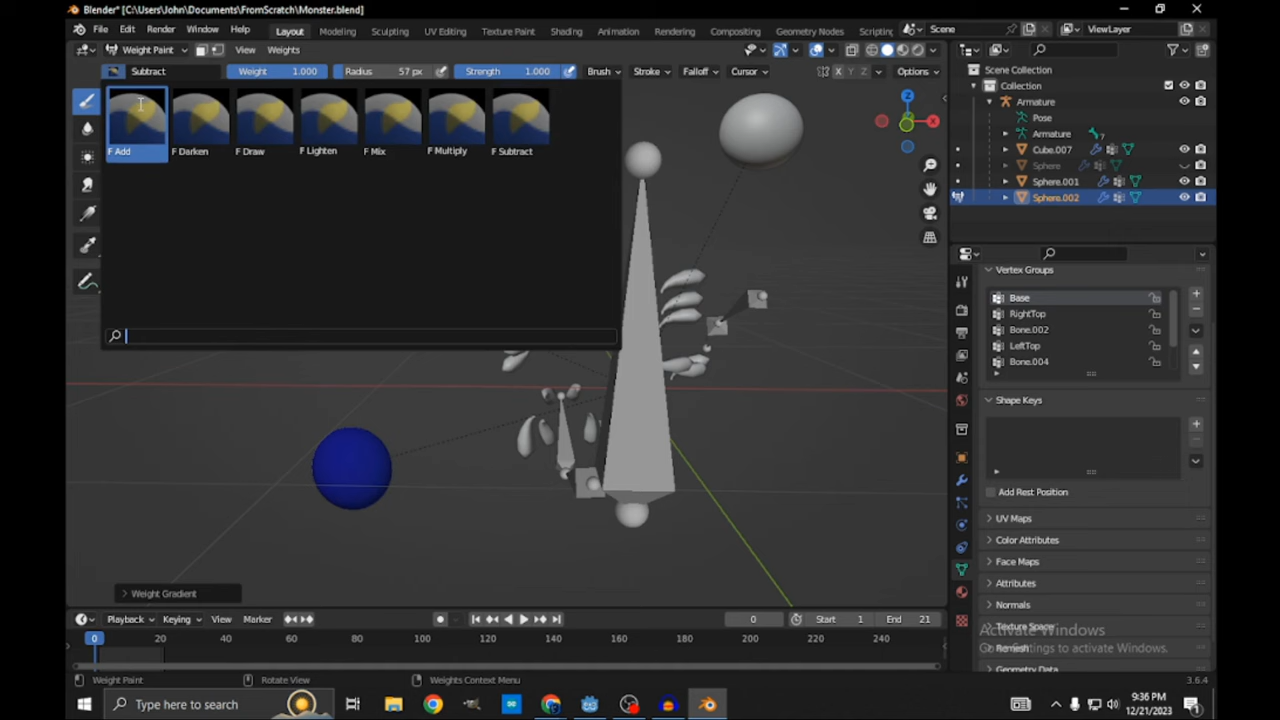 Blender* [C:\Users\John\Documents\FromScratch\Monster.blend]
File Edit Render Window Help Layout Modeling Sculpting UV Editing Texture Paint Shading Animation Rendering Compositing Geometry Nodes Scripting Scene ViewLayer
Weight Paint View Weights
Subtract Weight 1.000 Radius 57 px Strength 1.000 Brush Stroke Falloff Cursor X Y Z Options
Scene Collection
Collection
Armature
Pose
Armature 7
Cube.007
Sphere
Sphere.001
Sphere.002
F Add F Darken F Draw F Lighten F Mix F Multiply F Subtract
Z
X
Vertex Groups
Base
RightTop
Bone.002
LeftTop
Bone.004
Shape Keys
Add Rest Position
UV Maps
Color Attributes
Face Maps
Attributes
Normals
Texture Space
Remesh
Geometry Data
Activate Windows
Go to Settings to activate Windows.
Weight Gradient
Playback Keying View Marker 0 Start 1 End 21
0 20 40 60 80 100 120 140 160 180 200 220 240
Weight Paint Rotate View Weights Context Menu 3.6.4
Type here to search
9:36 PM
12/21/2023
1